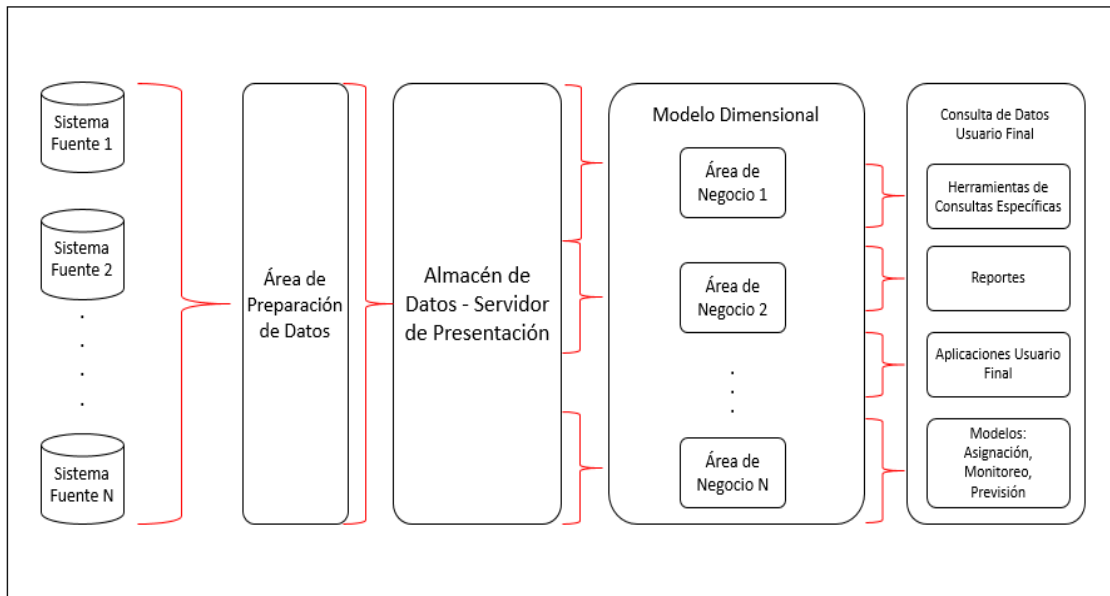 Sistema
Fuente 1
Sistema
Fuente 2
.
.
.
Sistema
Fuente N
Área de
Preparación
de Datos
Almacén de
Datos - Servidor
de Presentación
Modelo Dimensional
Área de
Negocio 1
Área de
Negocio 2
.
.
.
Área de
Negocio N
Consulta de Datos
Usuario Final
Herramientas de
Consultas Específicas
Reportes
Aplicaciones Usuario
Final
Modelos:
Asignación,
Monitoreo,
Previsión